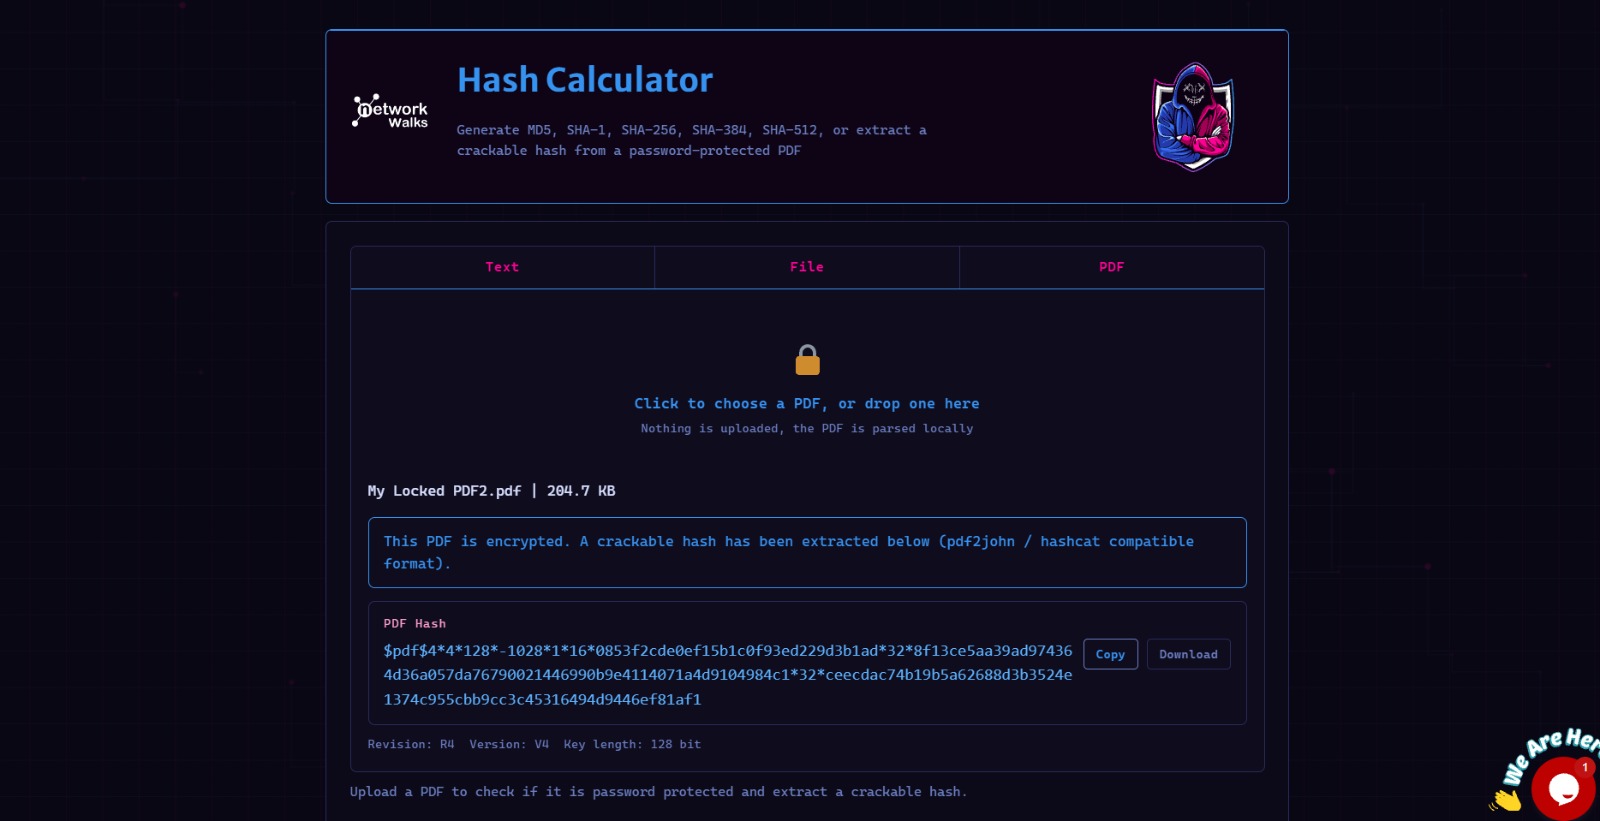 network
Walks
Hash Calculator
Generate MD5, SHA-1, SHA-256, SHA-384, SHA-512, or extract a
crackable hash from a password-protected PDF
Text
File
PDF
Click to choose a PDF, or drop one here
Nothing is uploaded, the PDF is parsed locally
My Locked PDF2.pdf | 204.7 KB
This PDF is encrypted. A crackable hash has been extracted below (pdf2john / hashcat compatible
format).
PDF Hash
$pdf$4*4*128*-1028*1*16*0853f2cde0ef15b1c0f93ed229d3b1ad*32*8f13ce5aa39ad97436
4d36a057da76790021446990b9e4114071a4d9104984c1*32*ceecdac74b19b5a62688d3b3524e
1374c955cbb9cc3c45316494d9446ef81af1
Copy
Download
Revision: R4 Version: V4 Key length: 128 bit
Upload a PDF to check if it is password protected and extract a crackable hash.
We Are Here
1